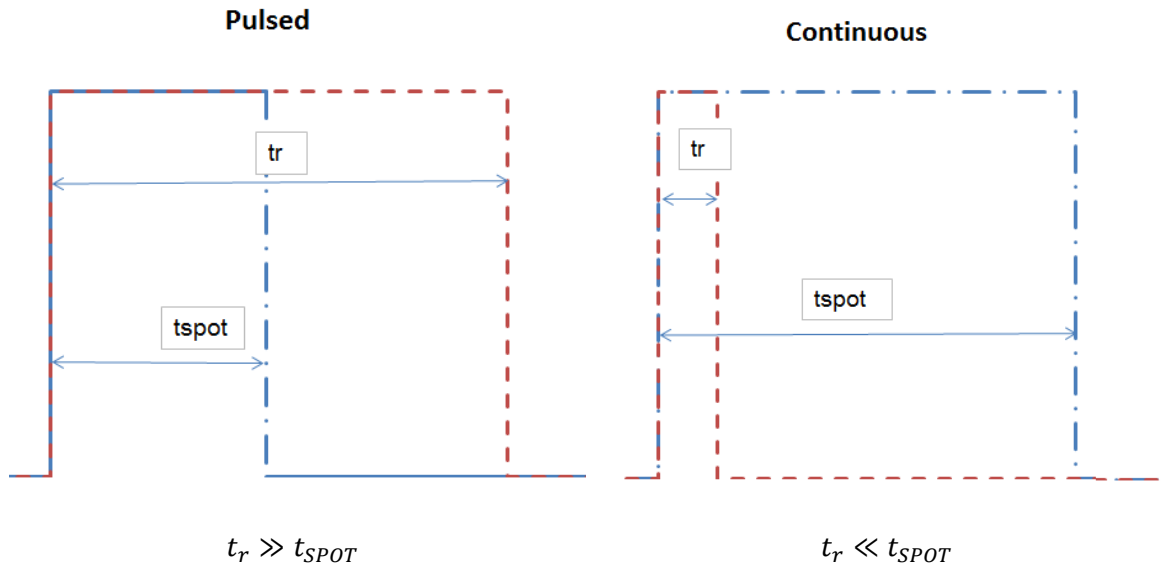 Pulsed
Continuous
tr
tr
tspot
tspot
t_r ≫ t_SPOT
t_r ≪ t_SPOT